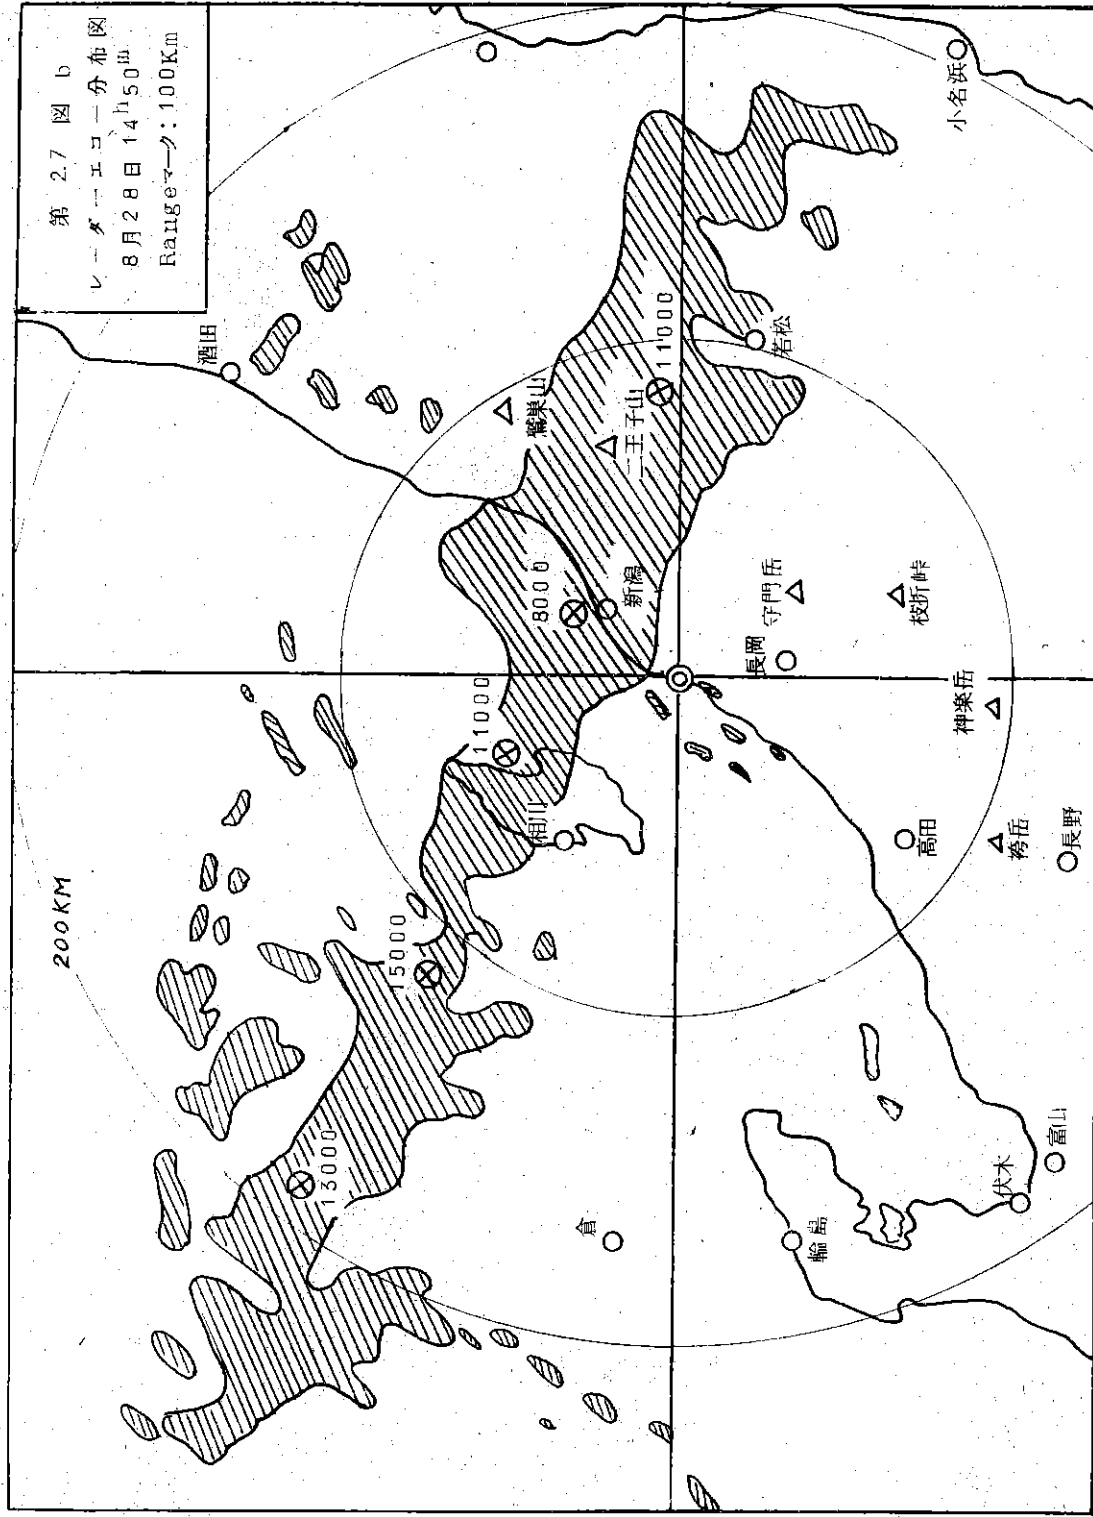 第 2.7 図 b
レーダーエコー分布図
8月28日 14h50m
Rangeマーク:100Km
200KM
酒田
小名浜
鷲巣山
二王子山
11000
若松
8000
新潟
11000
相川
15000
13000
長岡
守門岳
枝折峠
神楽岳
高田
袴岳
長野
倉
輪島
伏木
富山